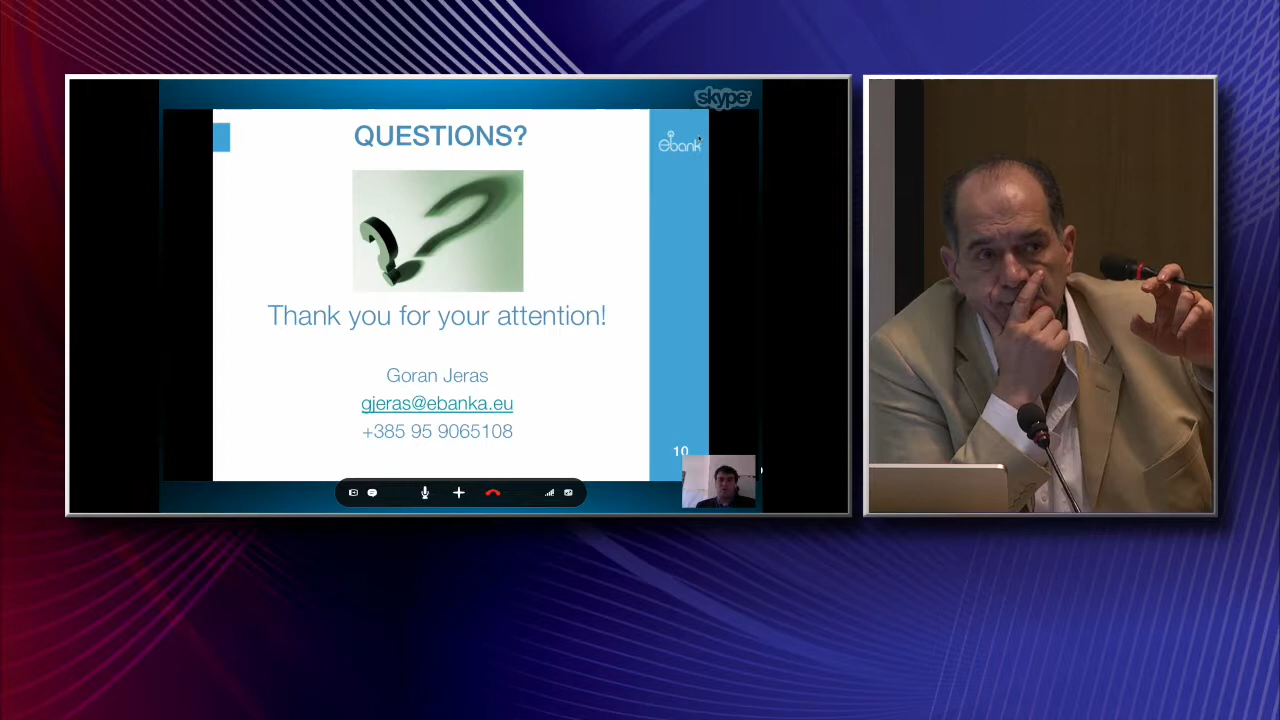 skype
QUESTIONS?
ebank
Thank you for your attention!
Goran Jeras
gjeras@ebanka.eu
+385 95 9065108
10